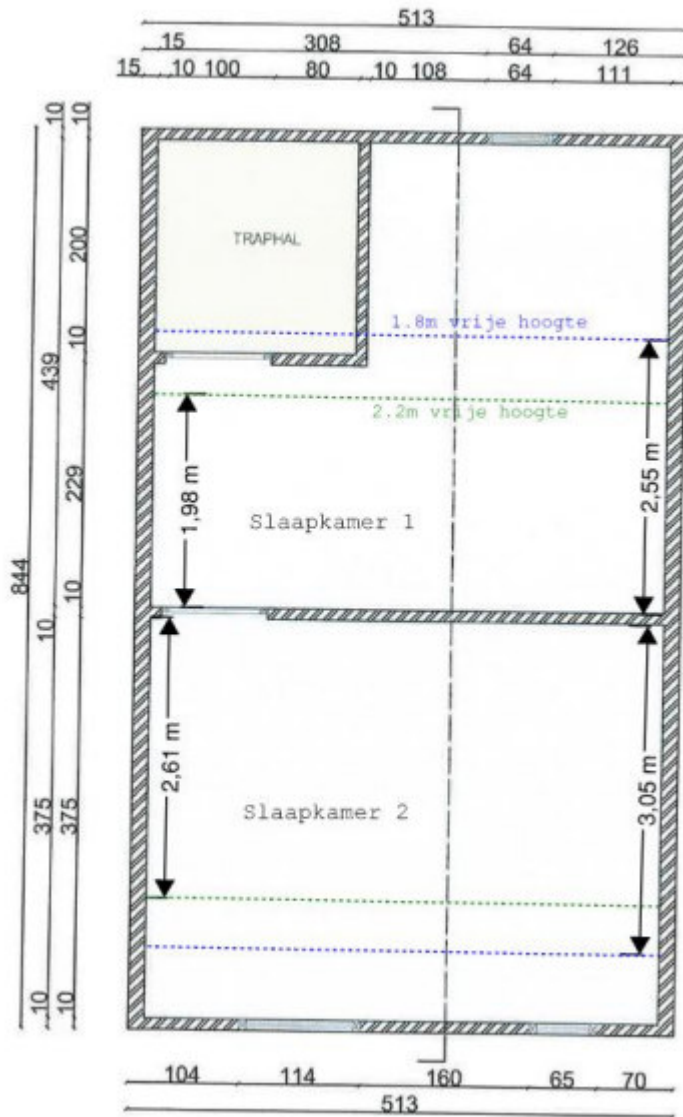 513
15 308 64 126
15 10 100 80 10 108 64 111
10 10
TRAPHAL
200
1.8m vrije hoogte
10
439
2.2m vrije hoogte
229
1,98 m
2,55 m
Slaapkamer 1
844
10
10
2,61 m
3,05 m
Slaapkamer 2
375 375
10 10
104 114 160 65 70
513